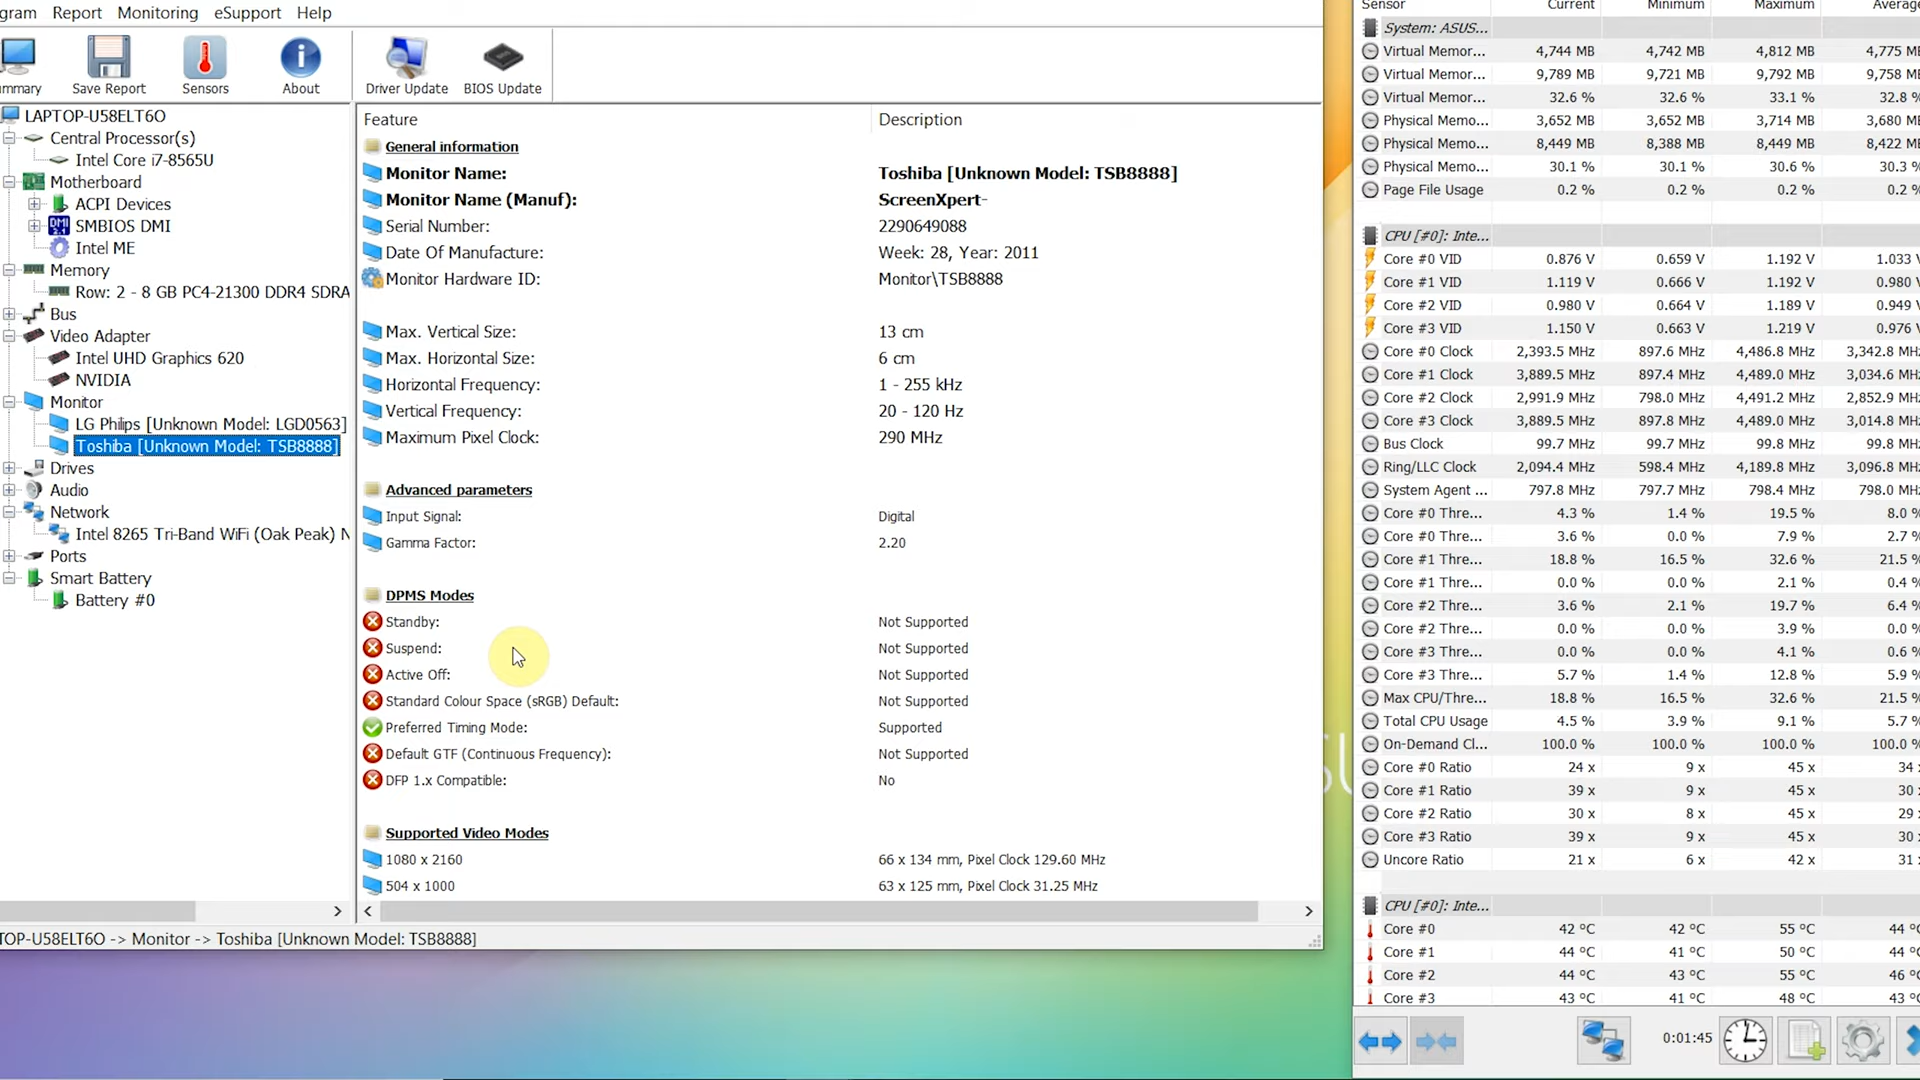 gram Report Monitoring eSupport Help
mmary Save Report Sensors About Driver Update BIOS Update
LAPTOP-U58ELT6O
Central Processor(s)
Intel Core i7-8565U
Motherboard
ACPI Devices
SMBIOS DMI
Intel ME
Memory
Row: 2 - 8 GB PC4-21300 DDR4 SDRA
Bus
Video Adapter
Intel UHD Graphics 620
NVIDIA
Monitor
LG Philips [Unknown Model: LGD0563]
Toshiba [Unknown Model: TSB8888]
Drives
Audio
Network
Intel 8265 Tri-Band WiFi (Oak Peak) N
Ports
Smart Battery
Battery #0
Feature Description
General information
Monitor Name: Toshiba [Unknown Model: TSB8888]
Monitor Name (Manuf): ScreenXpert-
Serial Number: 2290649088
Date Of Manufacture: Week: 28, Year: 2011
Monitor Hardware ID: Monitor\TSB8888
Max. Vertical Size: 13 cm
Max. Horizontal Size: 6 cm
Horizontal Frequency: 1 - 255 kHz
Vertical Frequency: 20 - 120 Hz
Maximum Pixel Clock: 290 MHz
Advanced parameters
Input Signal: Digital
Gamma Factor: 2.20
DPMS Modes
Standby: Not Supported
Suspend: Not Supported
Active Off: Not Supported
Standard Colour Space (sRGB) Default: Not Supported
Preferred Timing Mode: Supported
Default GTF (Continuous Frequency): Not Supported
DFP 1.x Compatible: No
Supported Video Modes
1080 x 2160 66 x 134 mm, Pixel Clock 129.60 MHz
504 x 1000 63 x 125 mm, Pixel Clock 31.25 MHz
TOP-U58ELT6O -> Monitor -> Toshiba [Unknown Model: TSB8888]
Sensor Current Minimum Maximum Average
System: ASUS...
Virtual Memor... 4,744 MB 4,742 MB 4,812 MB 4,775 MB
Virtual Memor... 9,789 MB 9,721 MB 9,792 MB 9,758 MB
Virtual Memor... 32.6 % 32.6 % 33.1 % 32.8 %
Physical Memo... 3,652 MB 3,652 MB 3,714 MB 3,680 MB
Physical Memo... 8,449 MB 8,388 MB 8,449 MB 8,422 MB
Physical Memo... 30.1 % 30.1 % 30.6 % 30.3 %
Page File Usage 0.2 % 0.2 % 0.2 % 0.2 %
CPU [#0]: Inte...
Core #0 VID 0.876 V 0.659 V 1.192 V 1.033 V
Core #1 VID 1.119 V 0.666 V 1.192 V 0.980 V
Core #2 VID 0.980 V 0.664 V 1.189 V 0.949 V
Core #3 VID 1.150 V 0.663 V 1.219 V 0.976 V
Core #0 Clock 2,393.5 MHz 897.6 MHz 4,486.8 MHz 3,342.8 MHz
Core #1 Clock 3,889.5 MHz 897.4 MHz 4,489.0 MHz 3,034.6 MHz
Core #2 Clock 2,991.9 MHz 798.0 MHz 4,491.2 MHz 2,852.9 MHz
Core #3 Clock 3,889.5 MHz 897.8 MHz 4,489.0 MHz 3,014.8 MHz
Bus Clock 99.7 MHz 99.7 MHz 99.8 MHz 99.8 MHz
Ring/LLC Clock 2,094.4 MHz 598.4 MHz 4,189.8 MHz 3,096.8 MHz
System Agent ... 797.8 MHz 797.7 MHz 798.4 MHz 798.0 MHz
Core #0 Thre... 4.3 % 1.4 % 19.5 % 8.0 %
Core #0 Thre... 3.6 % 0.0 % 7.9 % 2.7 %
Core #1 Thre... 18.8 % 16.5 % 32.6 % 21.5 %
Core #1 Thre... 0.0 % 0.0 % 2.1 % 0.4 %
Core #2 Thre... 3.6 % 2.1 % 19.7 % 6.4 %
Core #2 Thre... 0.0 % 0.0 % 3.9 % 0.0 %
Core #3 Thre... 0.0 % 0.0 % 4.1 % 0.6 %
Core #3 Thre... 5.7 % 1.4 % 12.8 % 5.9 %
Max CPU/Thre... 18.8 % 16.5 % 32.6 % 21.5 %
Total CPU Usage 4.5 % 3.9 % 9.1 % 5.7 %
On-Demand Cl... 100.0 % 100.0 % 100.0 % 100.0 %
Core #0 Ratio 24 x 9 x 45 x 34
Core #1 Ratio 39 x 9 x 45 x 30
Core #2 Ratio 30 x 8 x 45 x 29
Core #3 Ratio 39 x 9 x 45 x 30
Uncore Ratio 21 x 6 x 42 x 31
CPU [#0]: Inte...
Core #0 42 °C 42 °C 55 °C 44 °C
Core #1 44 °C 41 °C 50 °C 44 °C
Core #2 44 °C 43 °C 55 °C 46 °C
Core #3 43 °C 41 °C 48 °C 43 °C
0:01:45